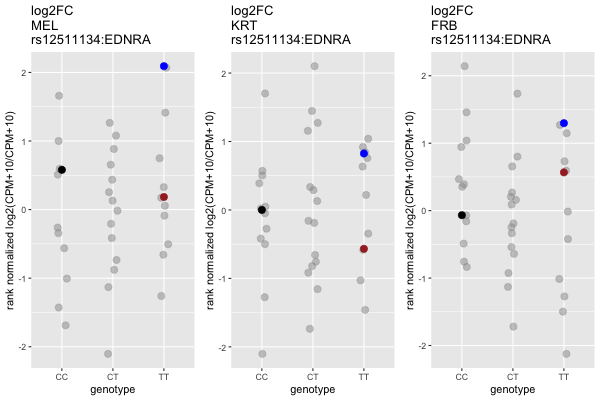 log2FC
MEL
rs12511134:EDNRA
rank normalized log2(CPM+10/CPM+10)
2
1
0
-1
-2
CC CT TT
genotype
log2FC
KRT
rs12511134:EDNRA
rank normalized log2(CPM+10/CPM+10)
2
1
0
-1
-2
CC CT TT
genotype
log2FC
FRB
rs12511134:EDNRA
rank normalized log2(CPM+10/CPM+10)
2
1
0
-1
-2
CC CT TT
genotype